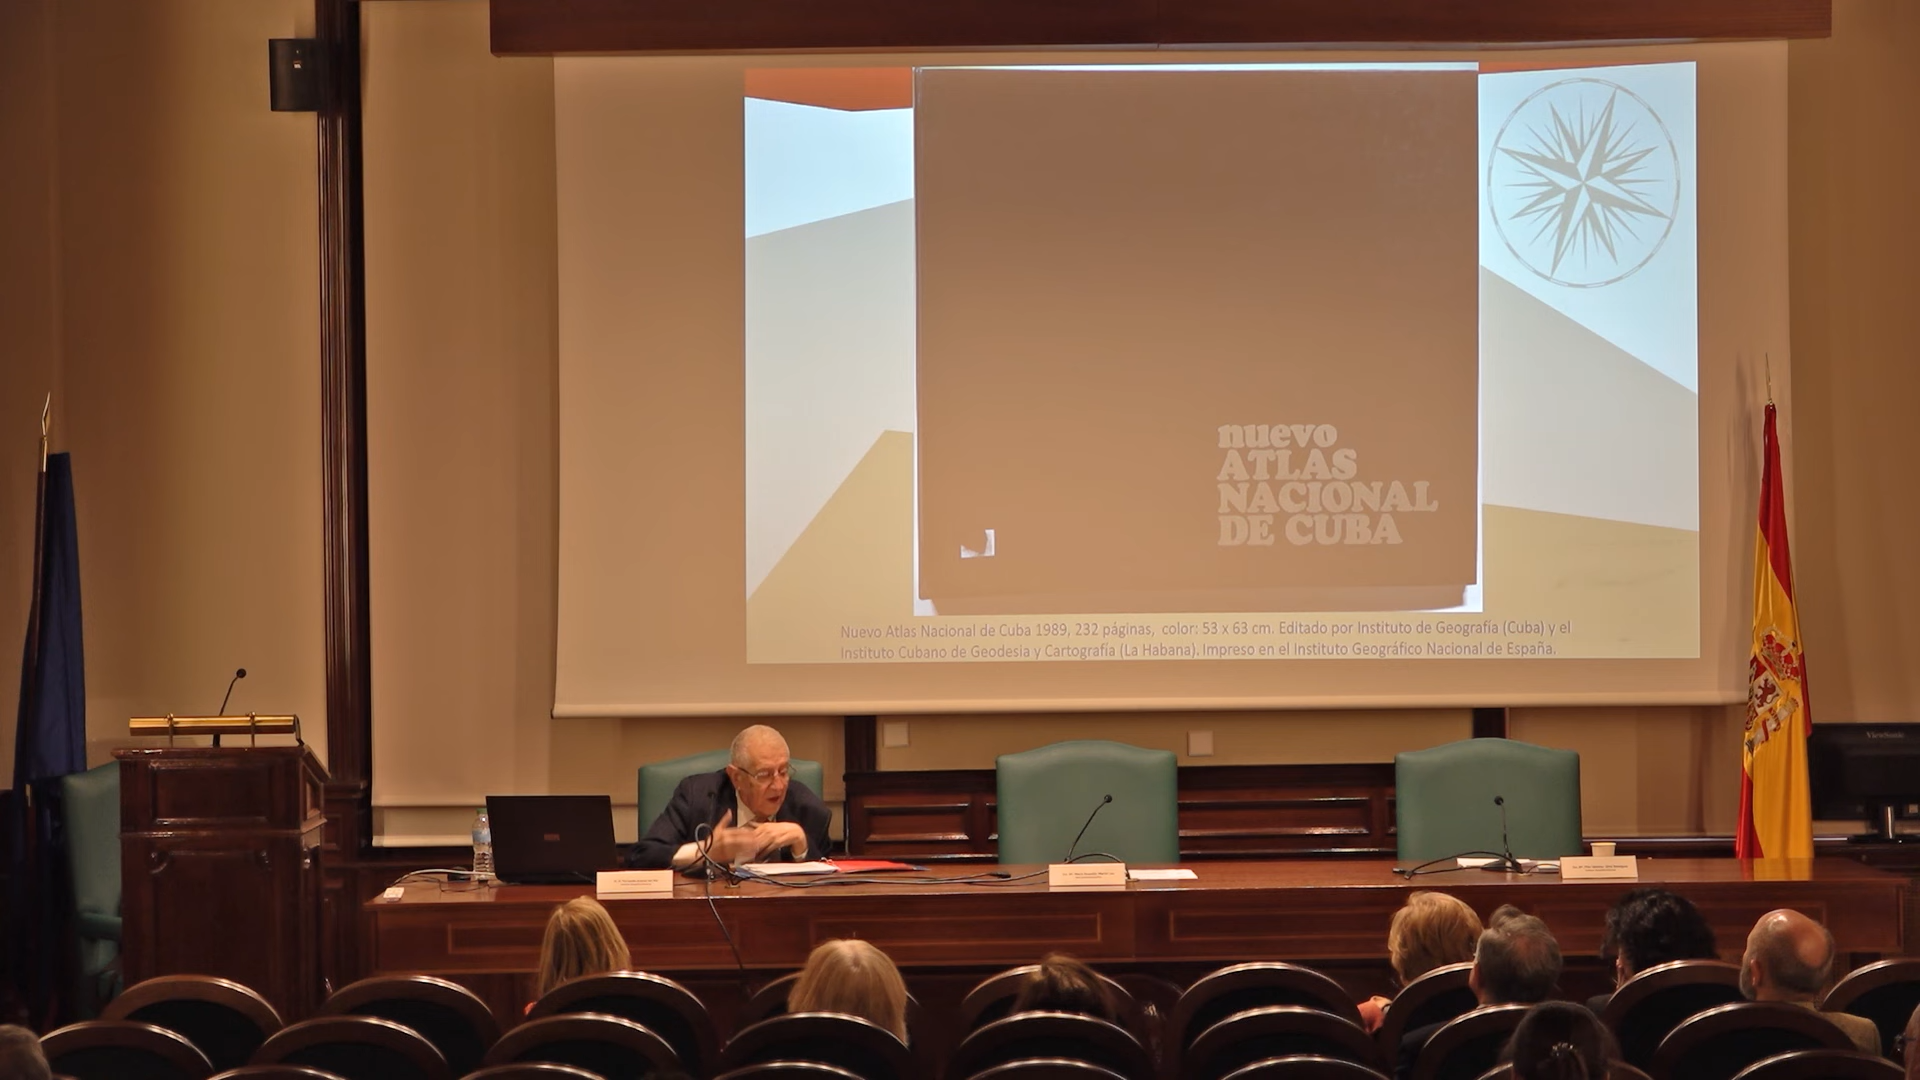 nuevo
ATLAS
NACIONAL
DE CUBA
Nuevo Atlas Nacional de Cuba 1989, 232 páginas, color: 53 x 63 cm. Editado por Instituto de Geografía (Cuba) y el
Instituto Cubano de Geodesia y Cartografía (La Habana). Impreso en el Instituto Geográfico Nacional de España.
ViewSonic